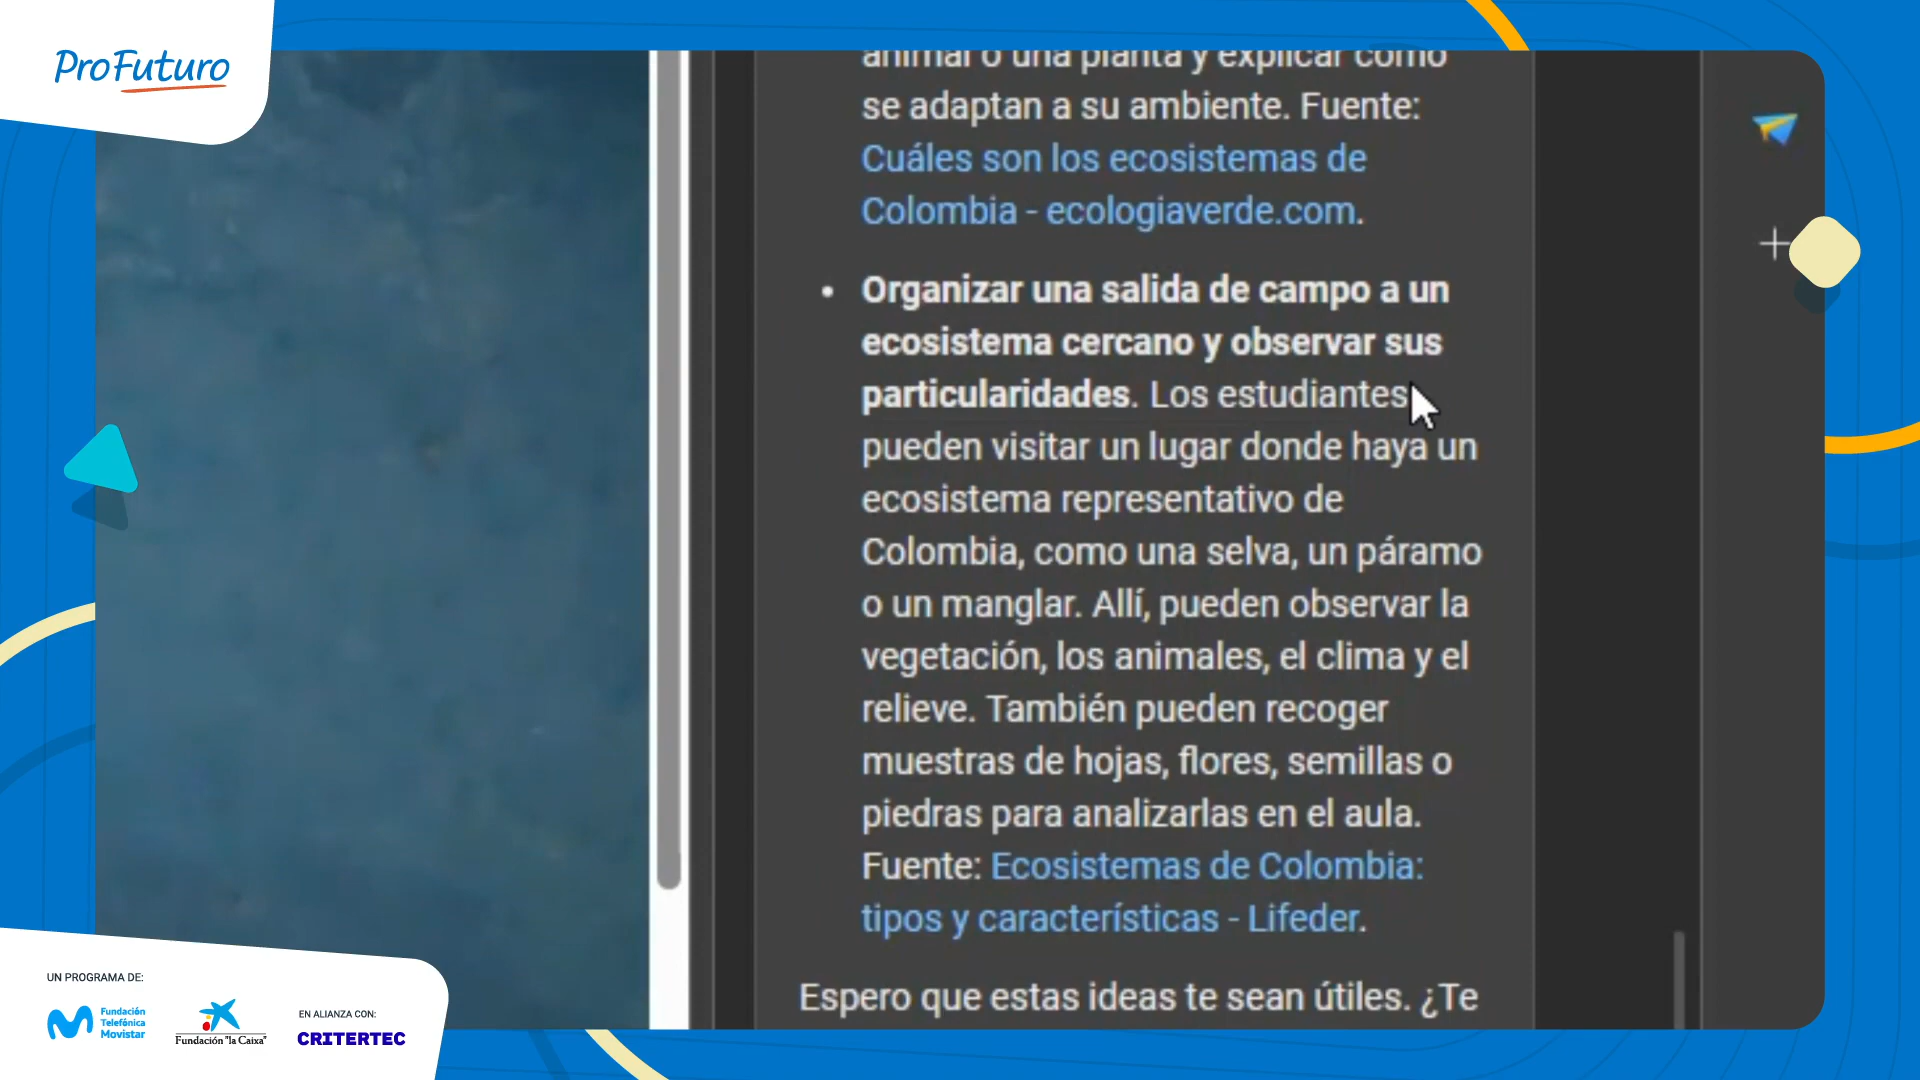 ProFuturo
animal o una planta y explicar cómo
se adaptan a su ambiente. Fuente:
Cuáles son los ecosistemas de
Colombia - ecologiaverde.com.
• Organizar una salida de campo a un
ecosistema cercano y observar sus
particularidades. Los estudiantes
pueden visitar un lugar donde haya un
ecosistema representativo de
Colombia, como una selva, un páramo
o un manglar. Allí, pueden observar la
vegetación, los animales, el clima y el
relieve. También pueden recoger
muestras de hojas, flores, semillas o
piedras para analizarlas en el aula.
Fuente: Ecosistemas de Colombia:
tipos y características - Lifeder.
Espero que estas ideas te sean útiles. ¿Te
UN PROGRAMA DE:
Fundación
Telefónica
Movistar
Fundación "la Caixa"
EN ALIANZA CON:
CRITERTEC